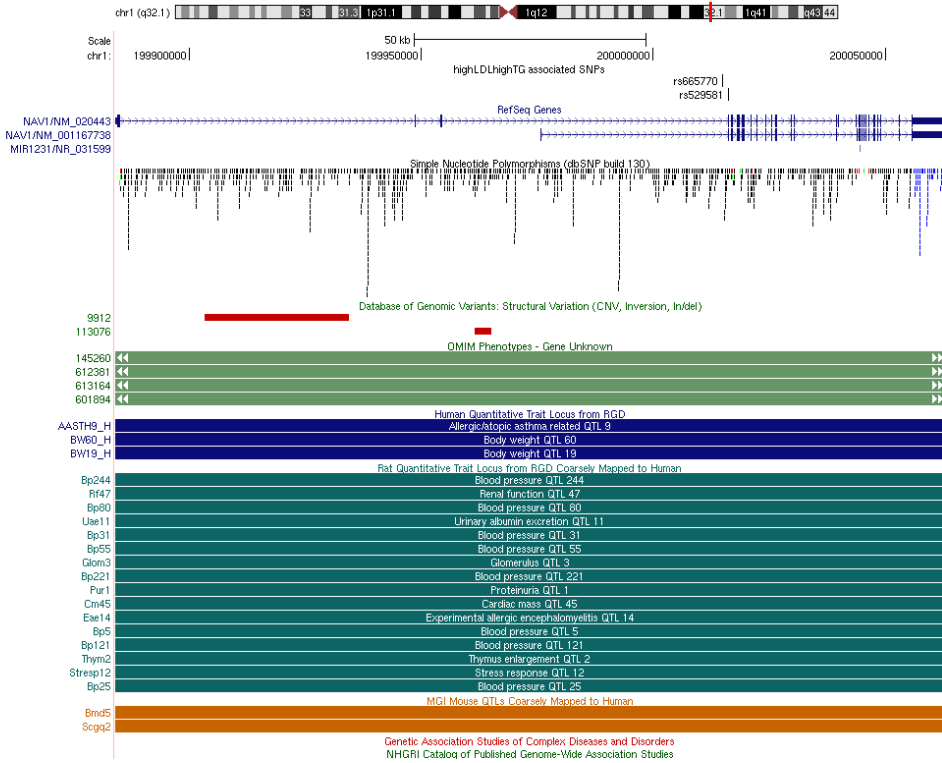 chr1 (q32.1) 33 31.3 1p31.1 1q12 32.1 1q41 q43 44
Scale 50 kb
chr1: 199900000 199950000 200000000 200050000
highLDLhighTG associated SNPs
rs665770
rs529581
RefSeq Genes
NAV1/NM_020443
NAV1/NM_001167738
MIR1231/NR_031599
Simple Nucleotide Polymorphisms (dbSNP build 130)
Database of Genomic Variants: Structural Variation (CNV, Inversion, In/del)
9912
113076
OMIM Phenotypes - Gene Unknown
145260
612381
613164
601894
Human Quantitative Trait Locus from RGD
AASTH9_H Allergic/atopic asthma related QTL 9
BW60_H Body weight QTL 60
BW19_H Body weight QTL 19
Rat Quantitative Trait Locus from RGD Coarsely Mapped to Human
Bp244 Blood pressure QTL 244
Rf47 Renal function QTL 47
Bp80 Blood pressure QTL 80
Uae11 Urinary albumin excretion QTL 11
Bp31 Blood pressure QTL 31
Bp55 Blood pressure QTL 55
Glom3 Glomerulus QTL 3
Bp221 Blood pressure QTL 221
Pur1 Proteinuria QTL 1
Cm45 Cardiac mass QTL 45
Eae14 Experimental allergic encephalomyelitis QTL 14
Bp5 Blood pressure QTL 5
Bp121 Blood pressure QTL 121
Thym2 Thymus enlargement QTL 2
Stresp12 Stress response QTL 12
Bp25 Blood pressure QTL 25
MGI Mouse QTLs Coarsely Mapped to Human
Bmd5
Scgq2
Genetic Association Studies of Complex Diseases and Disorders
NHGRI Catalog of Published Genome-Wide Association Studies